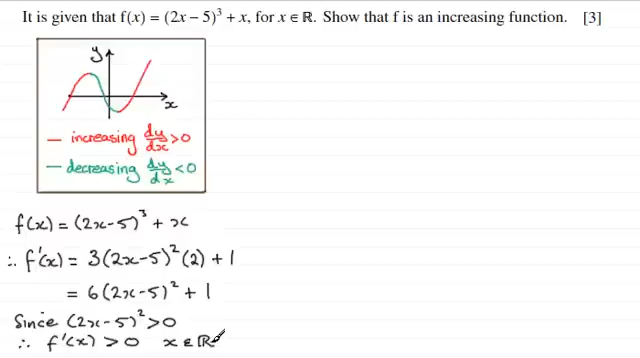 It is given that f(x) = (2x − 5)³ + x, for x ∈ ℝ. Show that f is an increasing function. [3]
y
x
— increasing dy/dx > 0
— decreasing dy/dx < 0
f(x) = (2x−5)³ + x
∴ f'(x) = 3(2x−5)²(2) + 1
= 6(2x−5)² + 1
Since (2x−5)² > 0
∴ f'(x) > 0 x ∈ ℝ